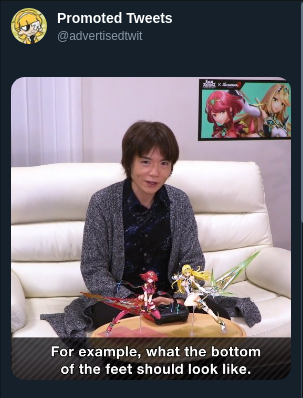 Promoted Tweets
@advertisedtwit
For example, what the bottom
of the feet should look like.